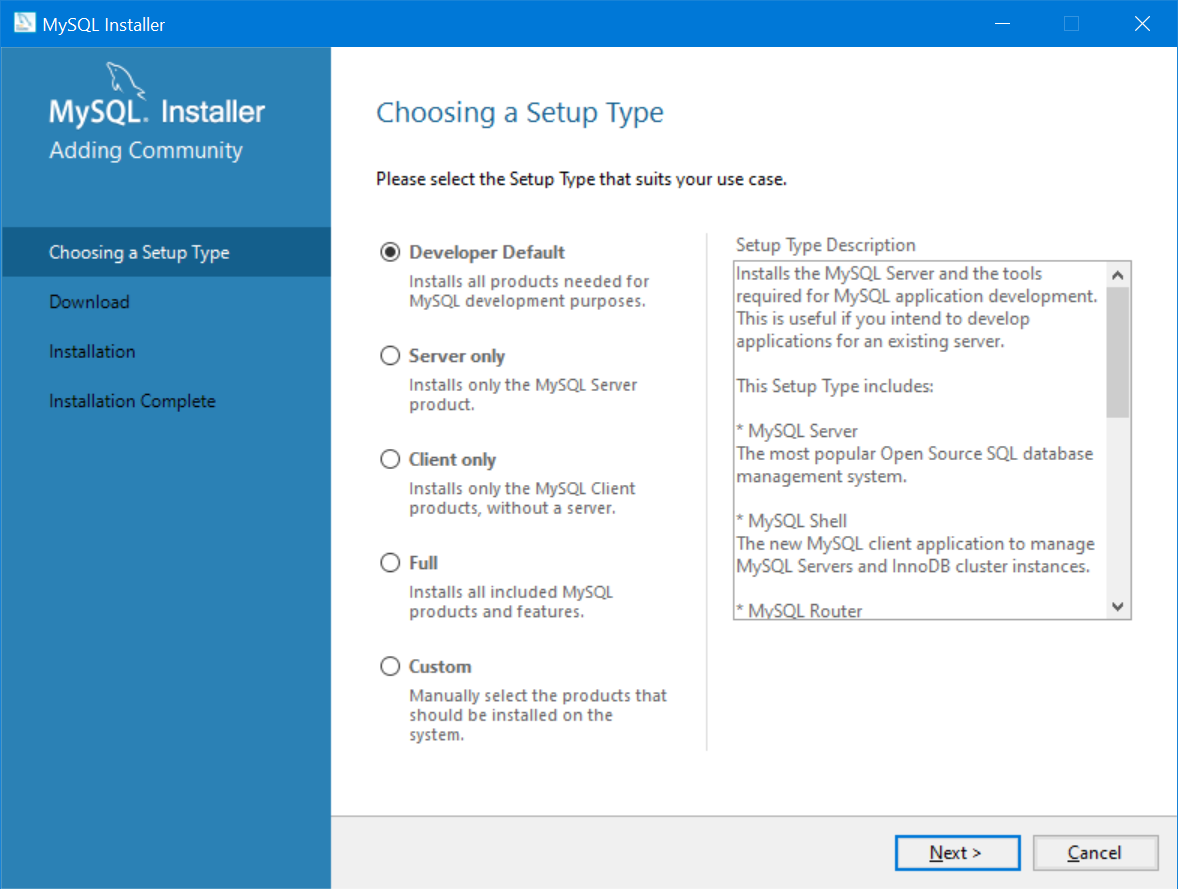 MySQL Installer
MySQL. Installer
Adding Community
Choosing a Setup Type
Download
Installation
Installation Complete
Choosing a Setup Type
Please select the Setup Type that suits your use case.
Developer Default
Installs all products needed for
MySQL development purposes.
Server only
Installs only the MySQL Server
product.
Client only
Installs only the MySQL Client
products, without a server.
Full
Installs all included MySQL
products and features.
Custom
Manually select the products that
should be installed on the
system.
Setup Type Description
Installs the MySQL Server and the tools
required for MySQL application development.
This is useful if you intend to develop
applications for an existing server.
This Setup Type includes:
* MySQL Server
The most popular Open Source SQL database
management system.
* MySQL Shell
The new MySQL client application to manage
MySQL Servers and InnoDB cluster instances.
* MySQL Router
Next >
Cancel